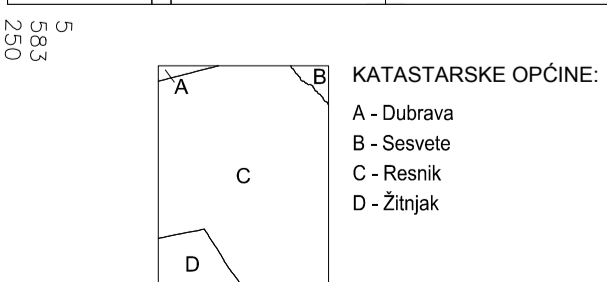 5
583
250
A
B
C
D
KATASTARSKE OPĆINE:
A - Dubrava
B - Sesvete
C - Resnik
D - Žitnjak